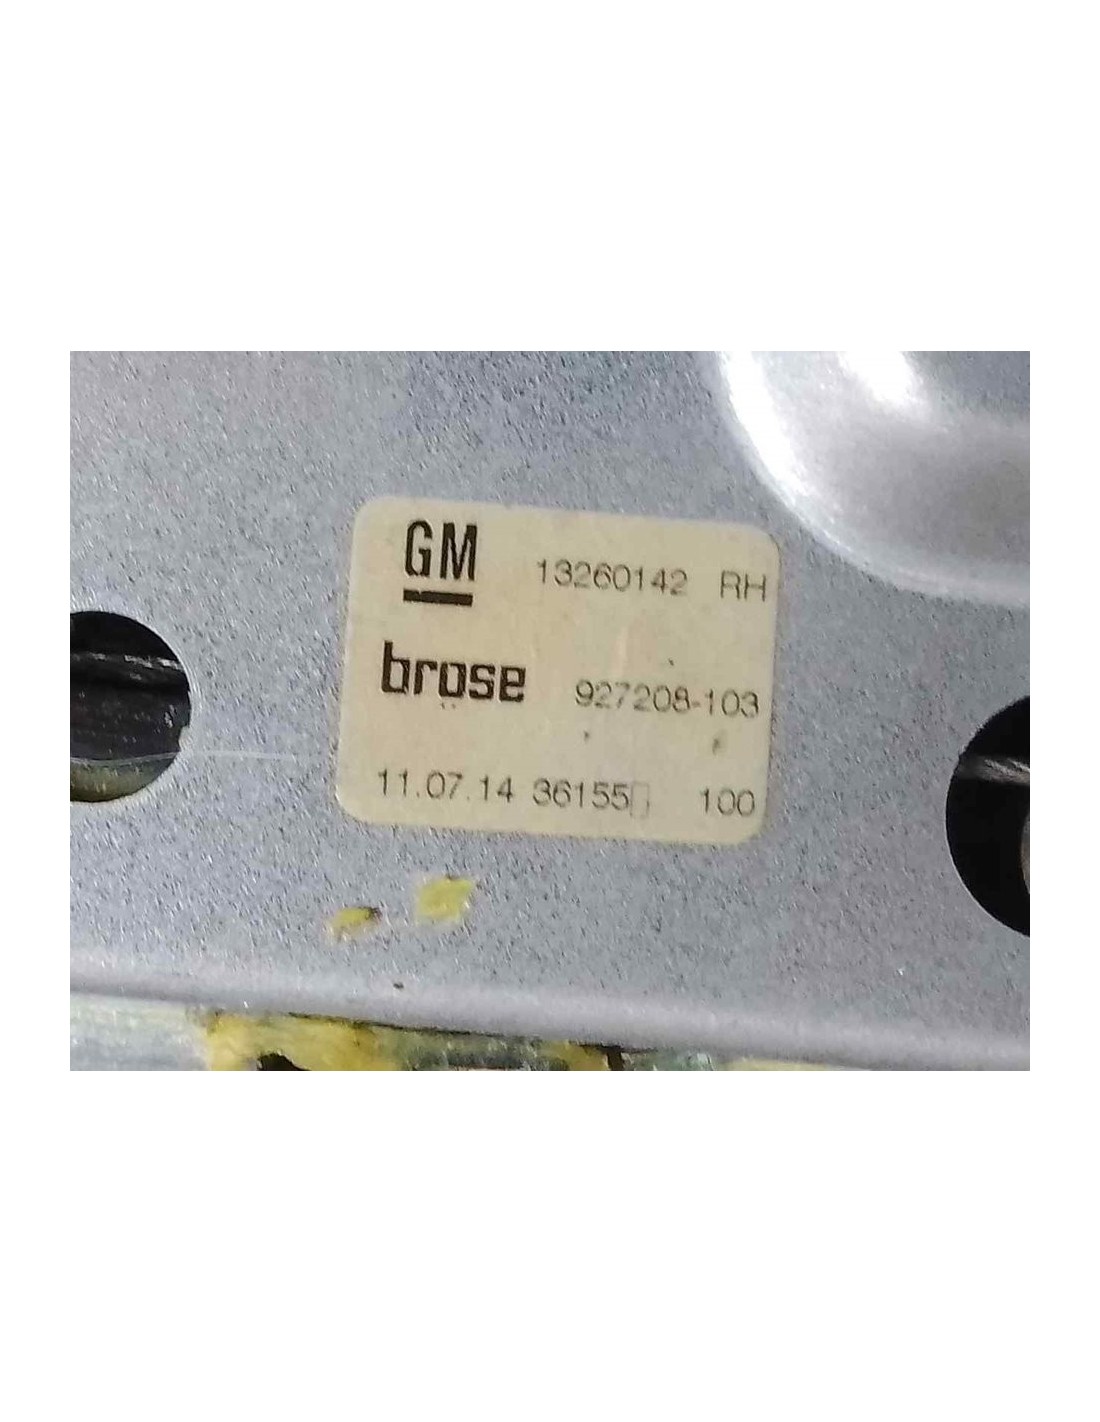 GM 13260142 RH
brose 927208-103
11.07.14 36155▯ 100